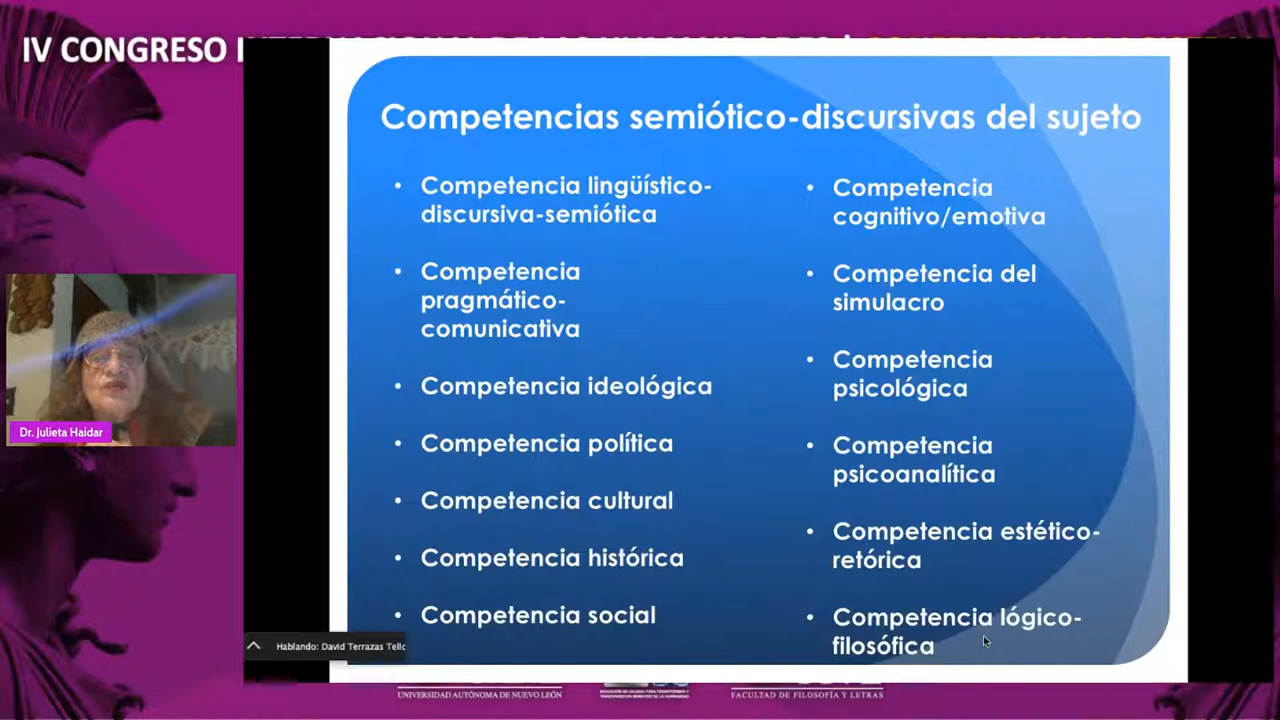 IV CONGRESO
Competencias semiótico-discursivas del sujeto
• Competencia lingüístico-
discursiva-semiótica
• Competencia
pragmático-
comunicativa
• Competencia ideológica
• Competencia política
• Competencia cultural
• Competencia histórica
• Competencia social
• Competencia
cognitivo/emotiva
• Competencia del
simulacro
• Competencia
psicológica
• Competencia
psicoanalítica
• Competencia estético-
retórica
• Competencia lógico-
filosófica
Dr. Julieta Haidar
Hablando: David Terrazas Tello
UNIVERSIDAD AUTÓNOMA DE NUEVO LEÓN
FACULTAD DE FILOSOFÍA Y LETRAS